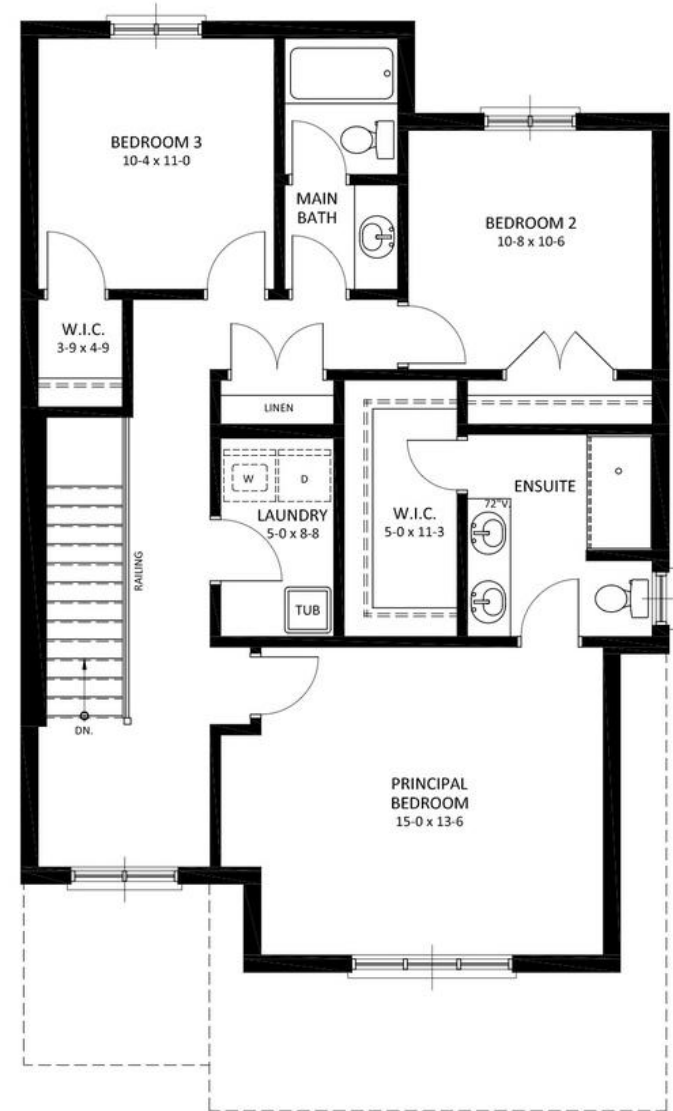 BEDROOM 3
10-4 x 11-0
MAIN
BATH
BEDROOM 2
10-8 x 10-6
W.I.C.
3-9 x 4-9
LINEN
W
D
LAUNDRY
5-0 x 8-8
TUB
W.I.C.
5-0 x 11-3
ENSUITE
72"V.
RAILING
DN.
PRINCIPAL
BEDROOM
15-0 x 13-6